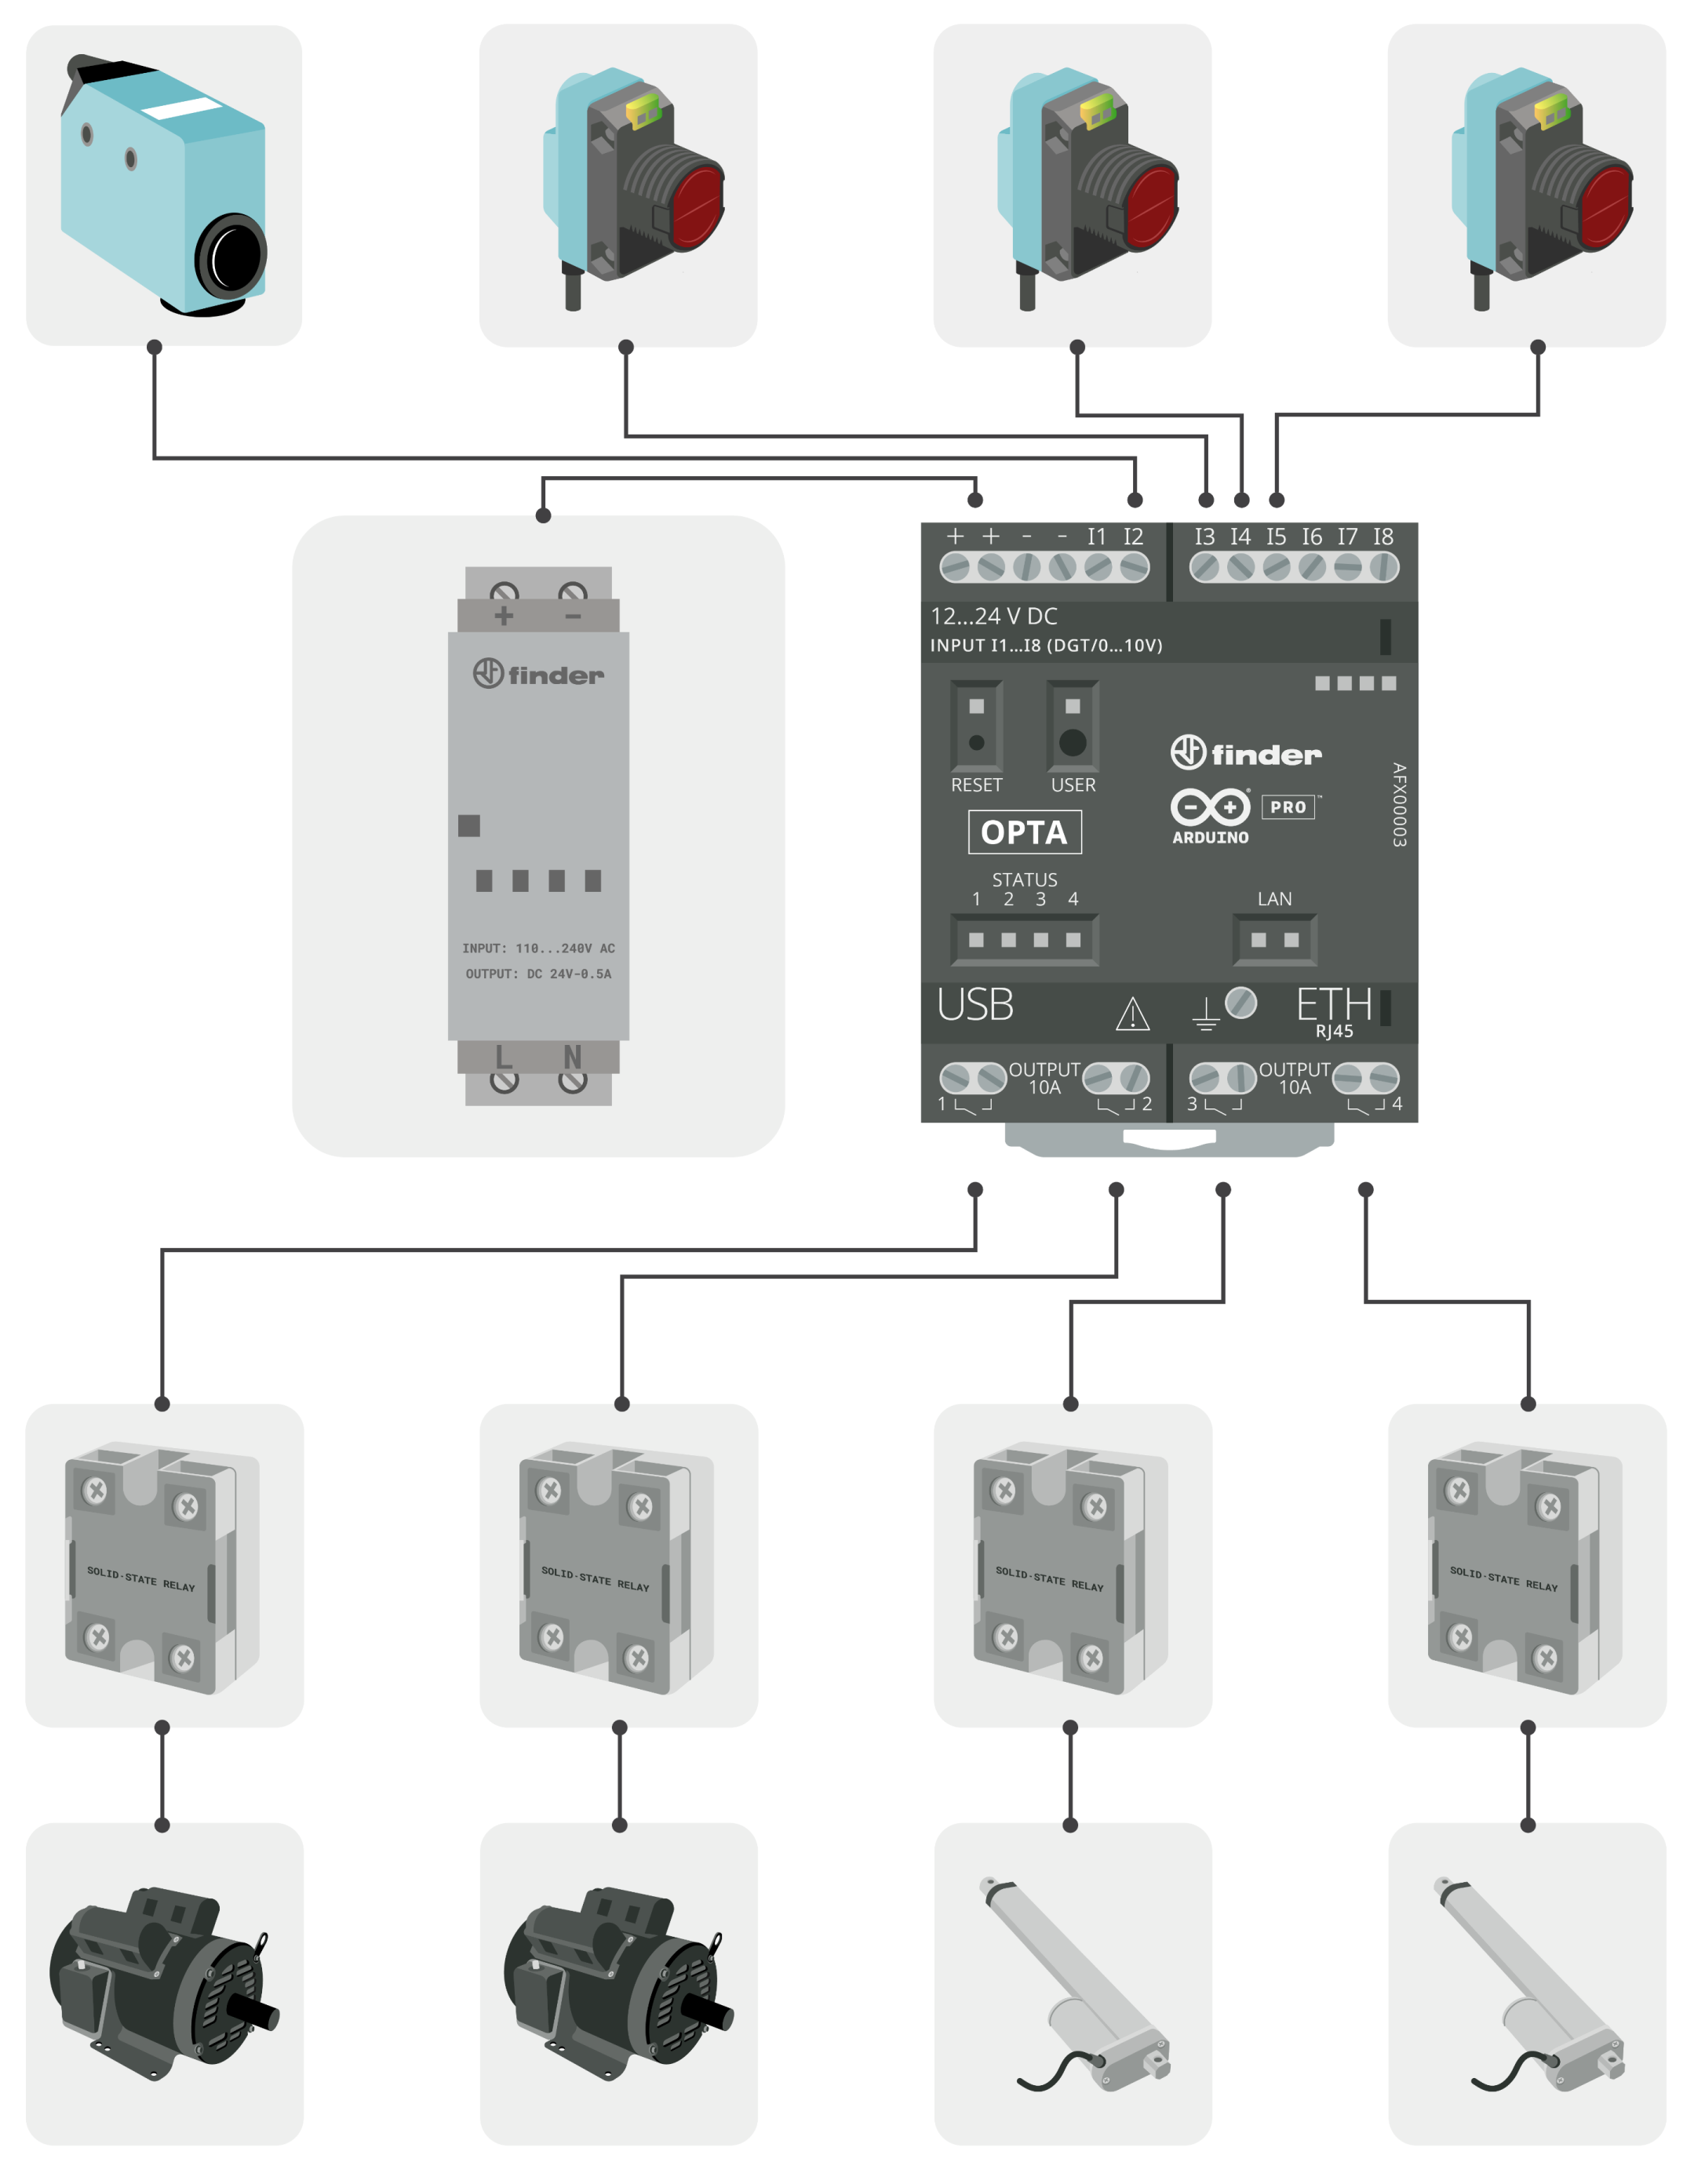 + + - - I1 I2 I3 I4 I5 I6 I7 I8
12...24 V DC
INPUT I1...I8 (DGT/0...10V)
+ −
finder
INPUT: 110...240V AC
OUTPUT: DC 24V-0.5A
L N
RESET USER
finder
OPTA
ARDUINO
PRO™
®
AFX00003
STATUS
1 2 3 4
LAN
USB
ETH
RJ45
OUTPUT
10A
OUTPUT
10A
1 2 3 4
SOLID-STATE RELAY
SOLID-STATE RELAY
SOLID-STATE RELAY
SOLID-STATE RELAY